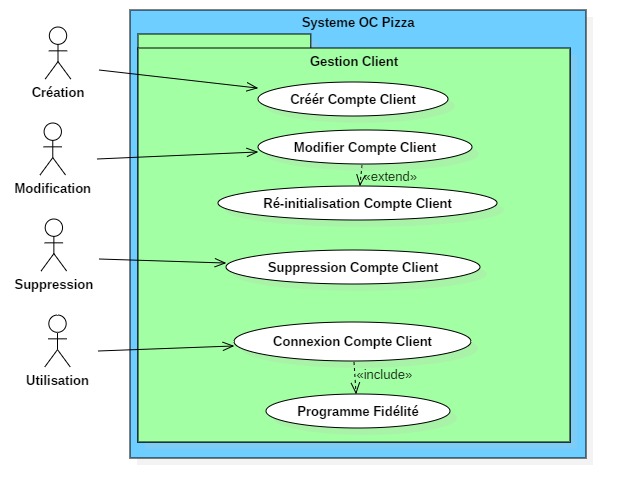 Systeme OC Pizza
Gestion Client
Création
Créér Compte Client
Modification
Modifier Compte Client
«extend»
Ré-initialisation Compte Client
Suppression
Suppression Compte Client
Utilisation
Connexion Compte Client
«include»
Programme Fidélité